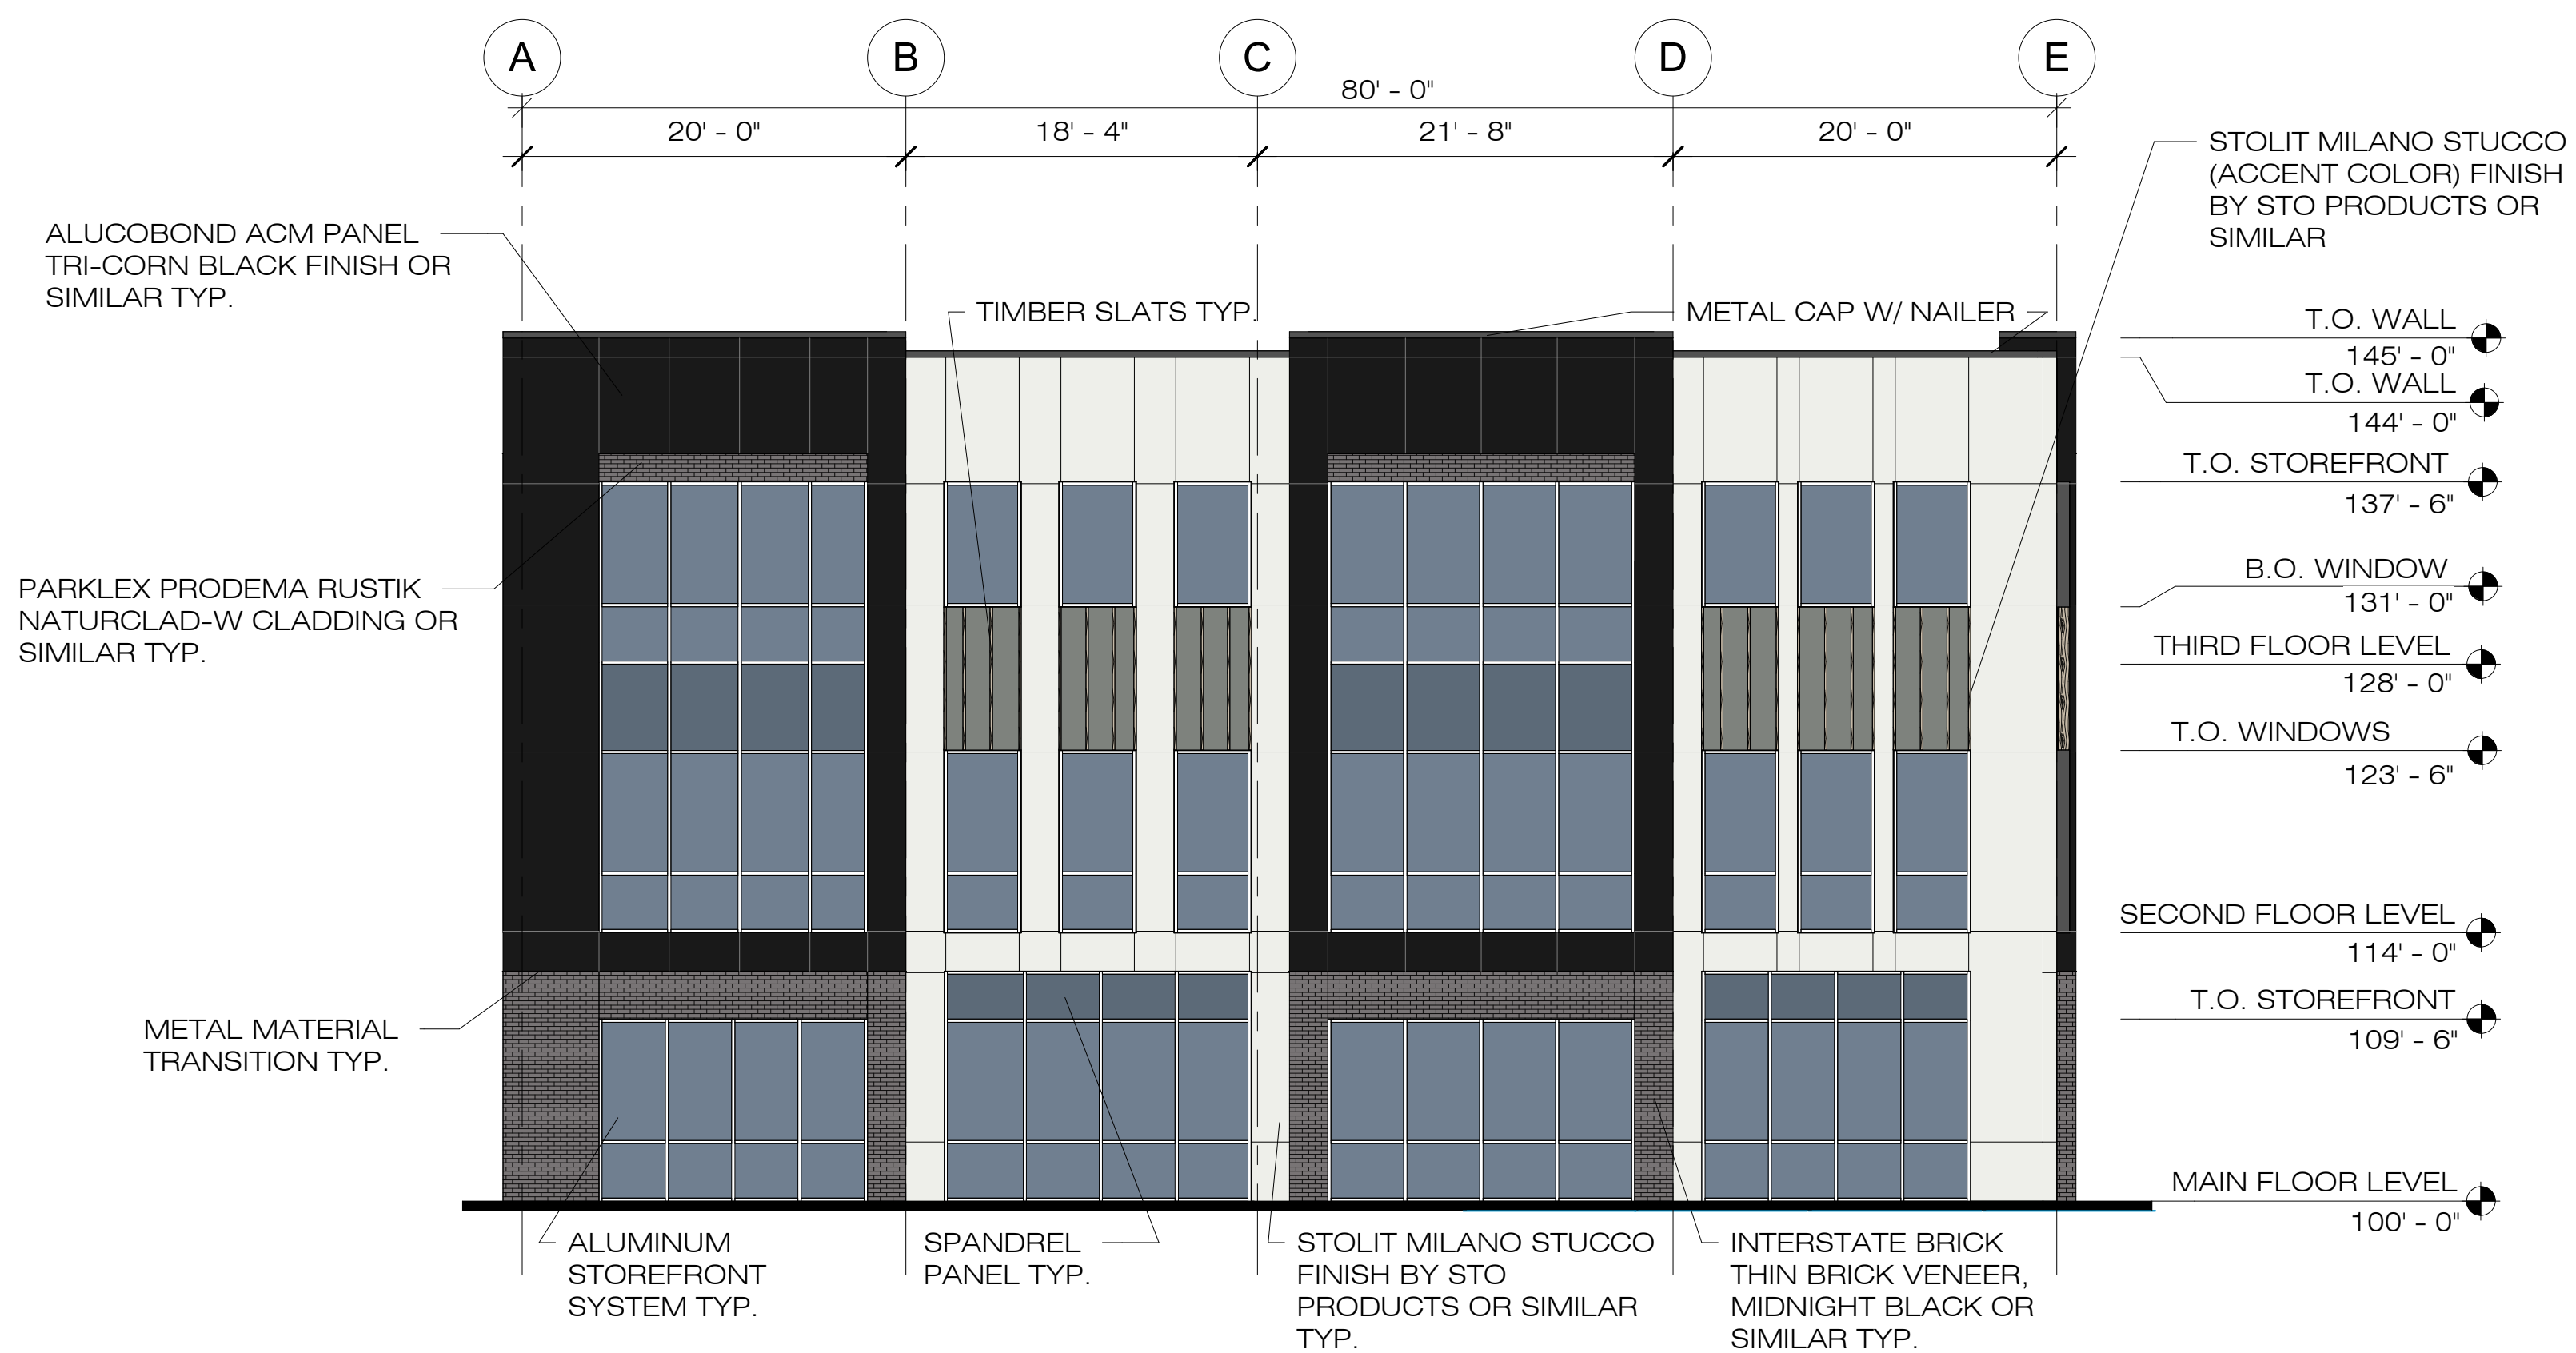 A B C D E
80' - 0"
20' - 0" 18' - 4" 21' - 8" 20' - 0"
STOLIT MILANO STUCCO
(ACCENT COLOR) FINISH
BY STO PRODUCTS OR
SIMILAR
ALUCOBOND ACM PANEL
TRI-CORN BLACK FINISH OR
SIMILAR TYP.
TIMBER SLATS TYP.
METAL CAP W/ NAILER
T.O. WALL
145' - 0"
T.O. WALL
144' - 0"
T.O. STOREFRONT
137' - 6"
B.O. WINDOW
131' - 0"
THIRD FLOOR LEVEL
128' - 0"
T.O. WINDOWS
123' - 6"
SECOND FLOOR LEVEL
114' - 0"
T.O. STOREFRONT
109' - 6"
MAIN FLOOR LEVEL
100' - 0"
PARKLEX PRODEMA RUSTIK
NATURCLAD-W CLADDING OR
SIMILAR TYP.
METAL MATERIAL
TRANSITION TYP.
ALUMINUM
STOREFRONT
SYSTEM TYP.
SPANDREL
PANEL TYP.
STOLIT MILANO STUCCO
FINISH BY STO
PRODUCTS OR SIMILAR
TYP.
INTERSTATE BRICK
THIN BRICK VENEER,
MIDNIGHT BLACK OR
SIMILAR TYP.